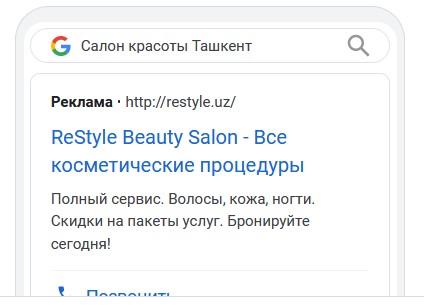 Салон красоты Ташкент
Реклама · http://restyle.uz/
ReStyle Beauty Salon - Все
косметические процедуры
Полный сервис. Волосы, кожа, ногти.
Скидки на пакеты услуг. Бронируйте
сегодня!
Позвонить